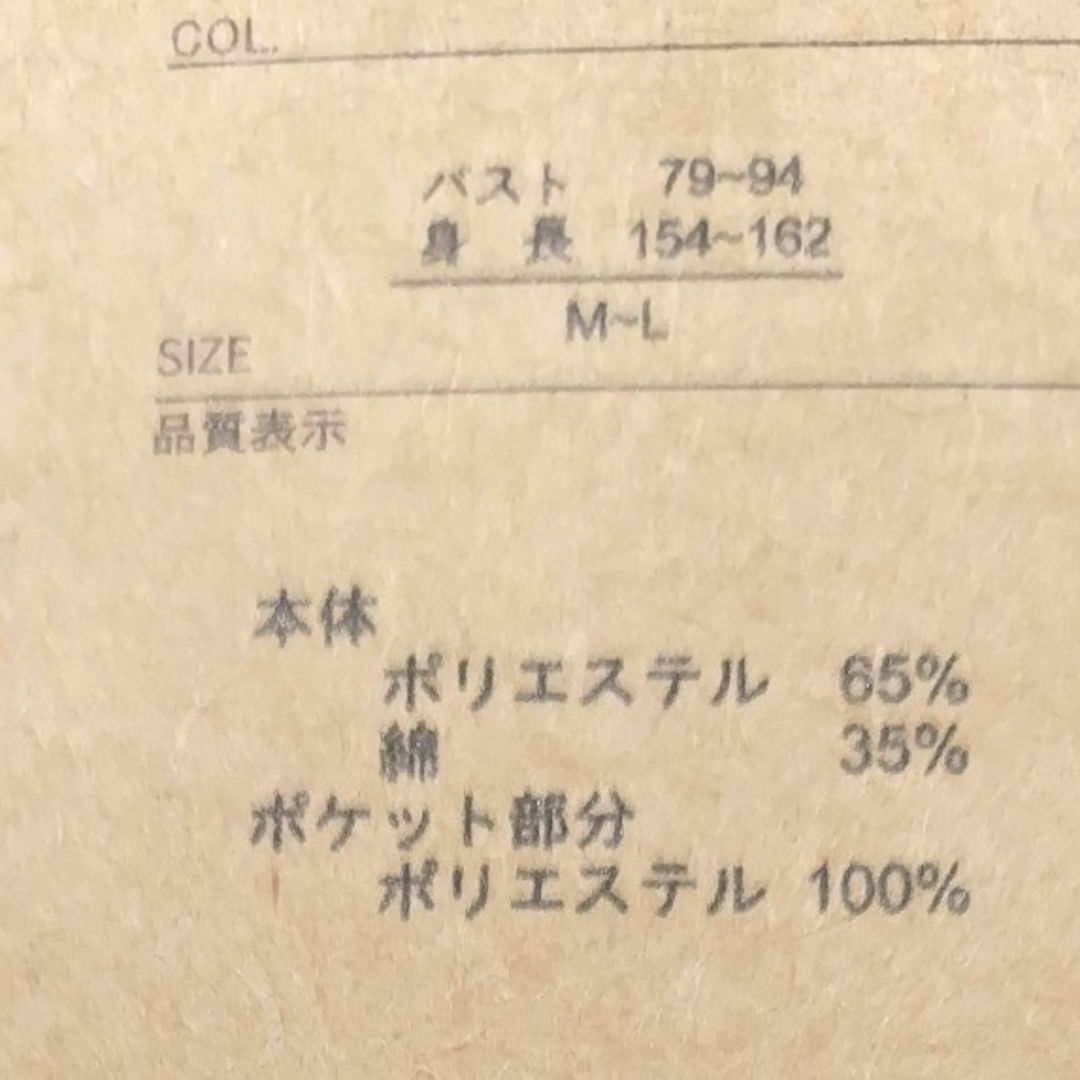 COL.
バスト 79~94
身 長 154~162
M~L
SIZE
品質表示
本体
ポリエステル 65%
綿 35%
ポケット部分
ポリエステル 100%